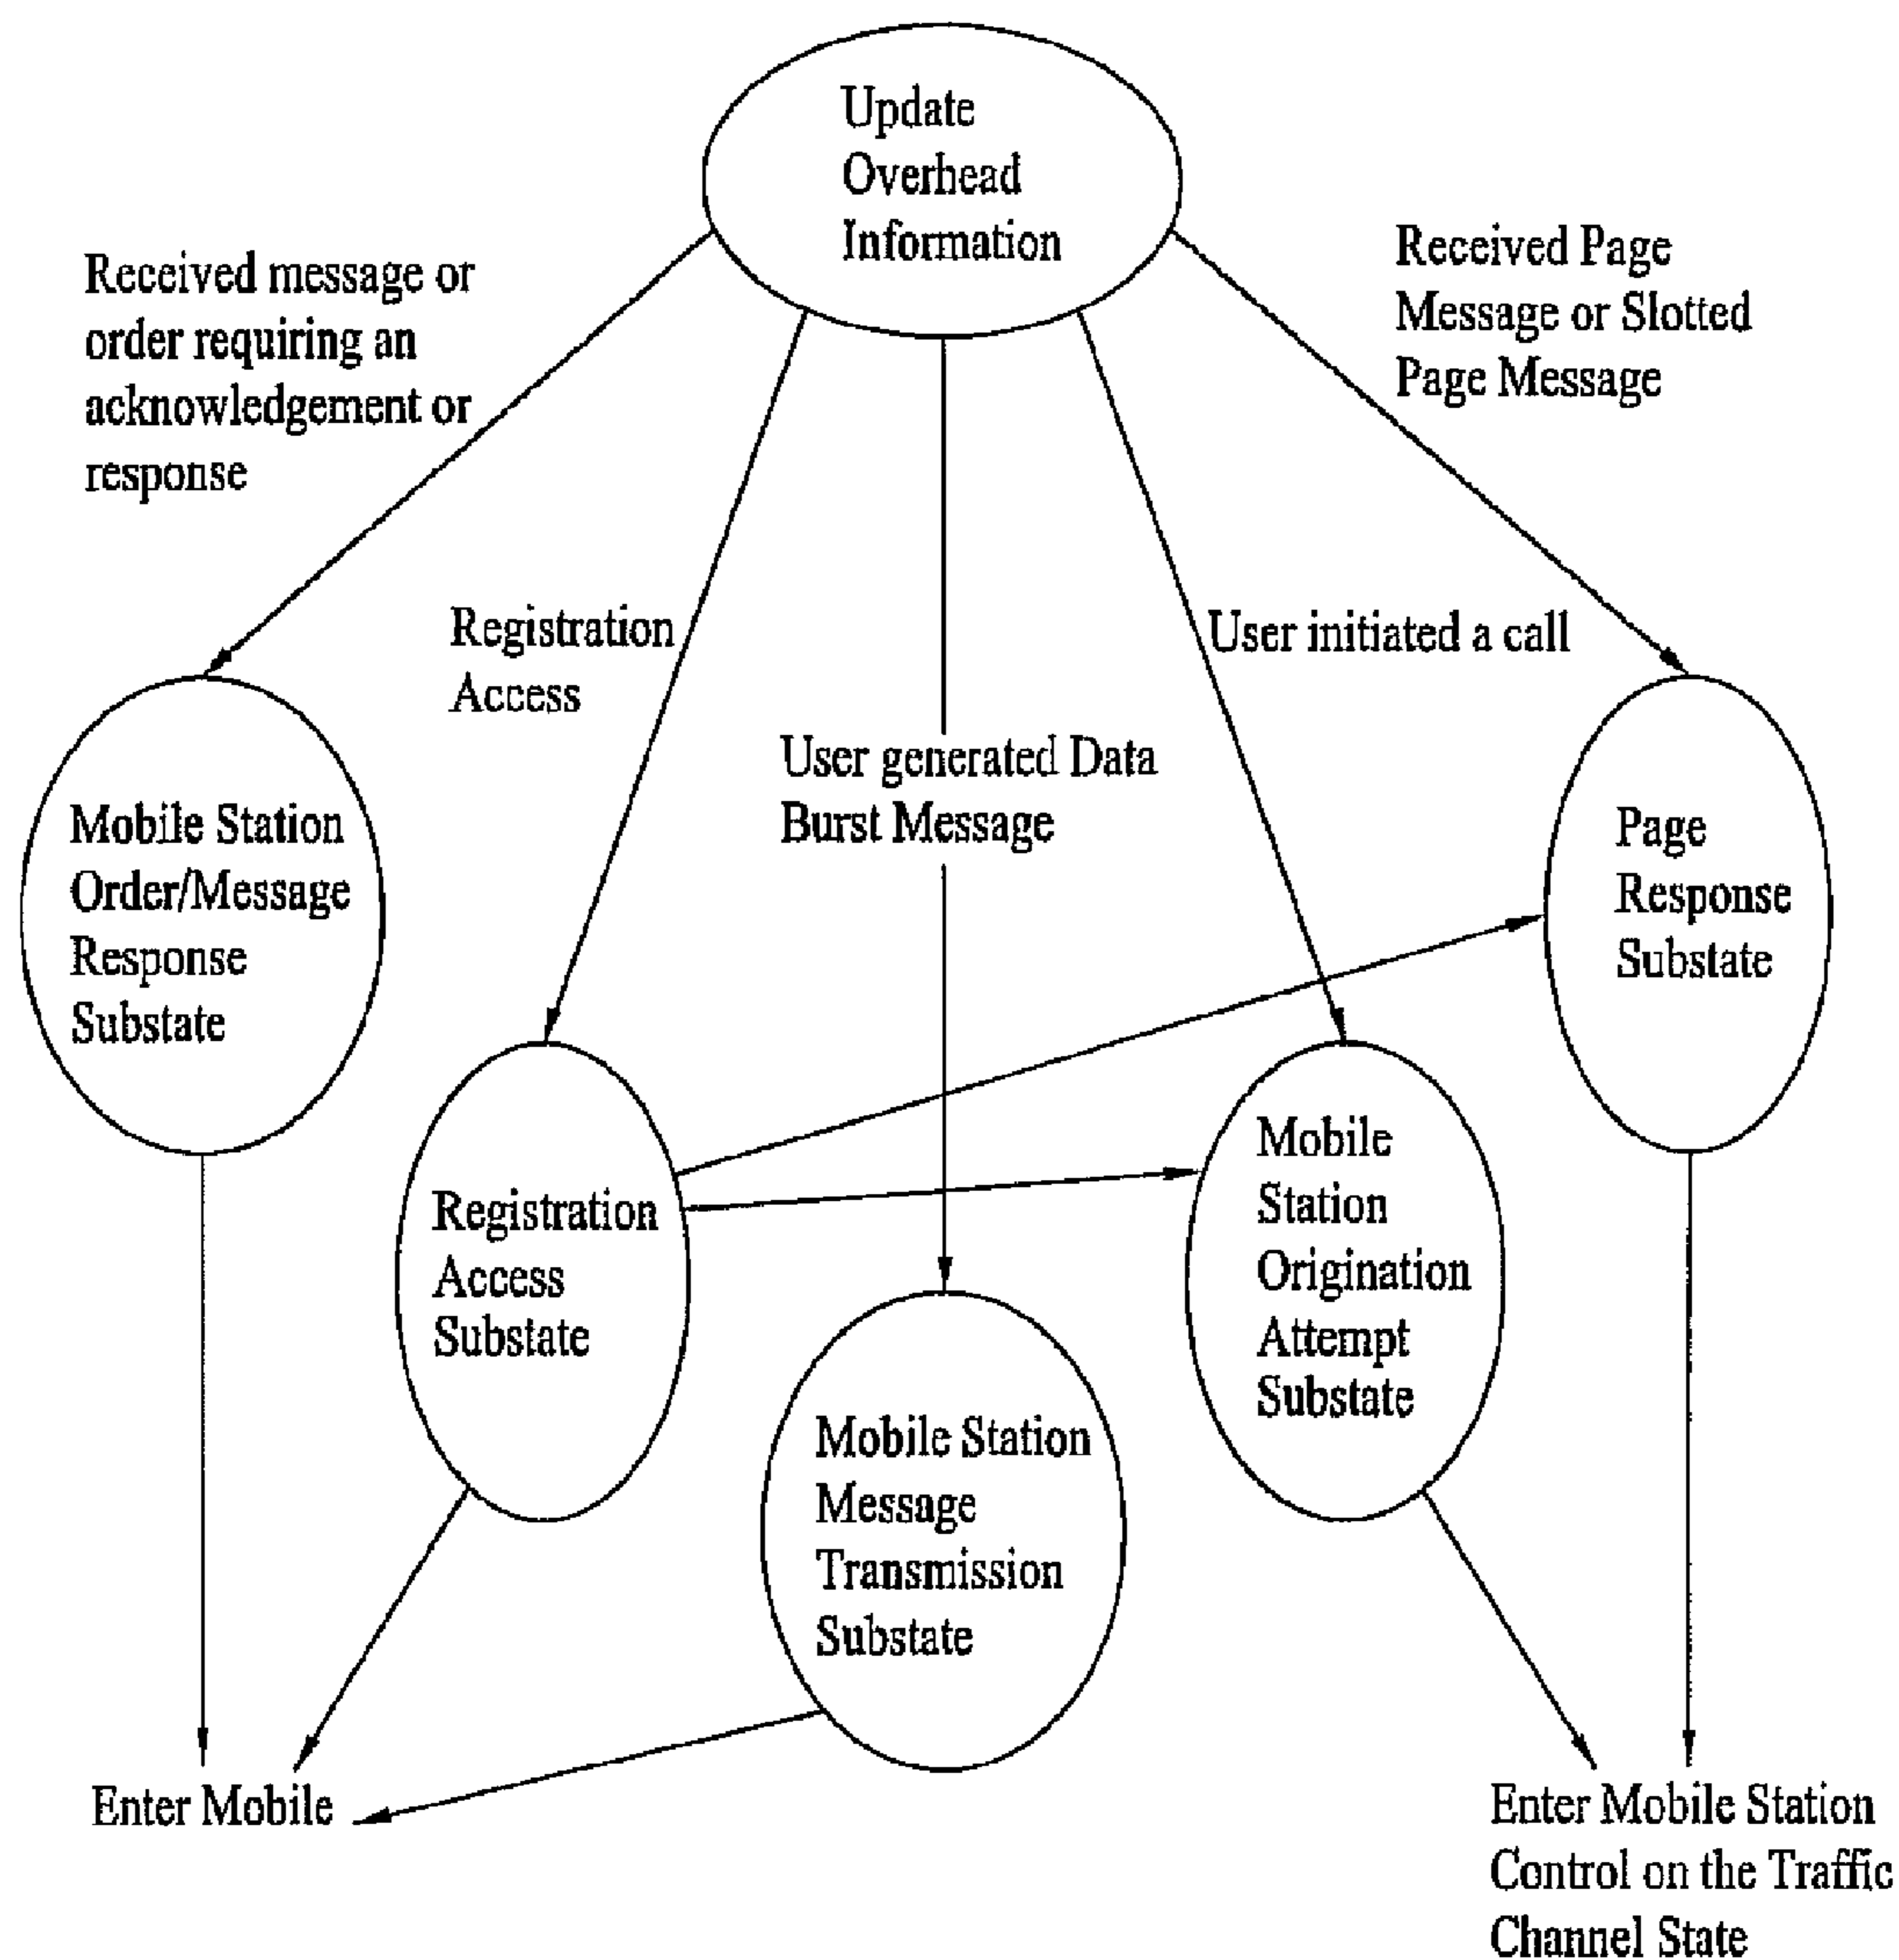 Update
Overhead
Information
Received message or
order requiring an
acknowledgement or
response
Received Page
Message or Slotted
Page Message
Registration
Access
User initiated a call
User generated Data
Burst Message
Mobile Station
Order/Message
Response
Substate
Page
Response
Substate
Registration
Access
Substate
Mobile
Station
Origination
Attempt
Substate
Mobile Station
Message
Transmission
Substate
Enter Mobile
Enter Mobile Station
Control on the Traffic
Channel State